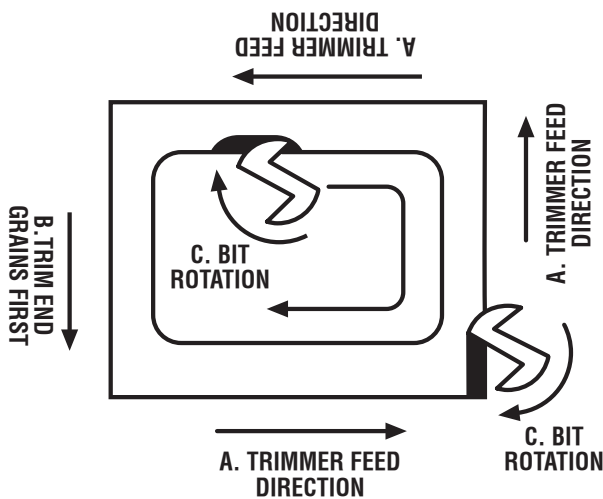 A. TRIMMER FEED
DIRECTION
A. TRIMMER FEED
DIRECTION
B.TRIM END
GRAINS FIRST
C. BIT
ROTATION
A. TRIMMER FEED
DIRECTION
C. BIT
ROTATION